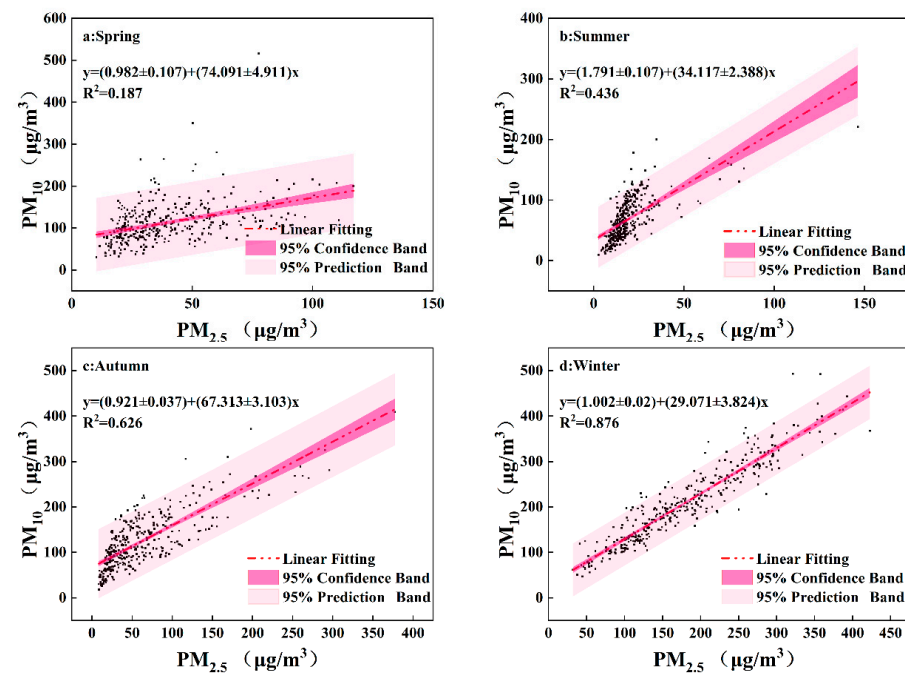 a:Spring
y=(0.982±0.107)+(74.091±4.911)x
R²=0.187
600
500
400
300
200
100
0
PM₁₀ (μg/m³)
Linear Fitting
95% Confidence Band
95% Prediction Band
0 50 100 150
PM₂.₅ (μg/m³)
b:Summer
y=(1.791±0.107)+(34.117±2.388)x
R²=0.436
400
300
200
100
0
PM₁₀ (μg/m³)
Linear Fitting
95% Confidence Band
95% Prediction Band
0 50 100 150
PM₂.₅ (μg/m³)
c:Autumn
y=(0.921±0.037)+(67.313±3.103)x
R²=0.626
500
400
300
200
100
0
PM₁₀ (μg/m³)
Linear Fitting
95% Confidence Band
95% Prediction Band
0 50 100 150 200 250 300 350 400
PM₂.₅ (μg/m³)
d:Winter
y=(1.002±0.02)+(29.071±3.824)x
R²=0.876
500
400
300
200
100
0
PM₁₀ (μg/m³)
Linear Fitting
95% Confidence Band
95% Prediction Band
0 50 100 150 200 250 300 350 400 450
PM₂.₅ (μg/m³)